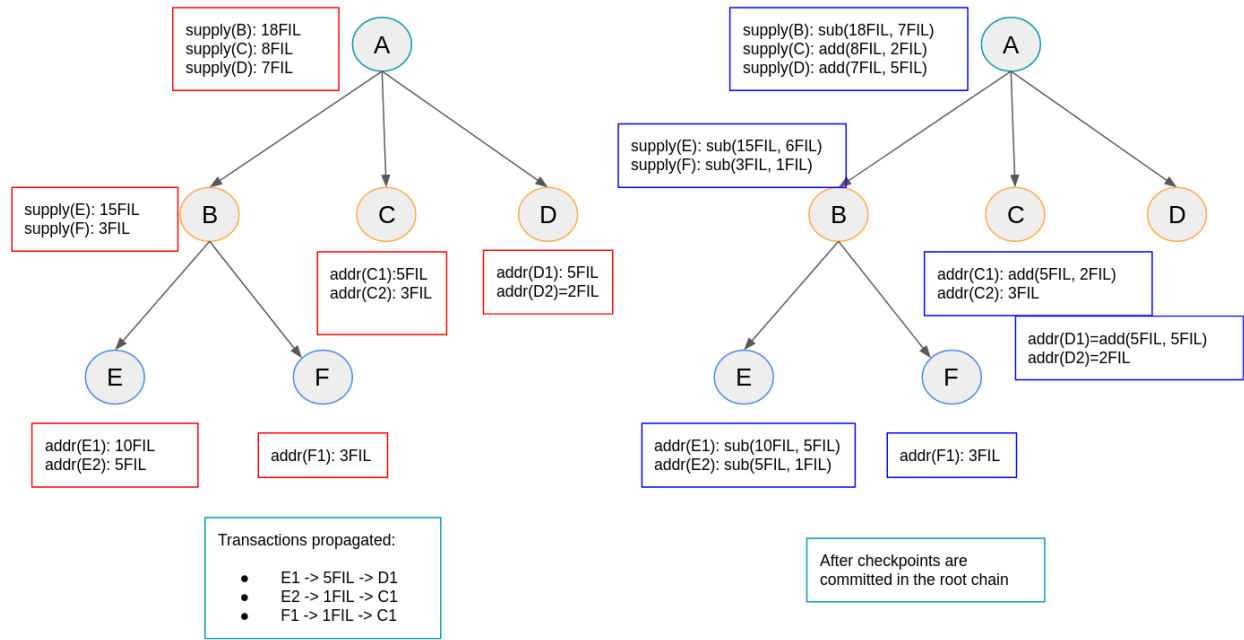 supply(B): 18FIL
supply(C): 8FIL
supply(D): 7FIL
A
supply(E): 15FIL
supply(F): 3FIL
B
C
D
addr(C1):5FIL
addr(C2): 3FIL
addr(D1): 5FIL
addr(D2)=2FIL
E
F
addr(E1): 10FIL
addr(E2): 5FIL
addr(F1): 3FIL
Transactions propagated:
● E1 -> 5FIL -> D1
● E2 -> 1FIL -> C1
● F1 -> 1FIL -> C1
supply(B): sub(18FIL, 7FIL)
supply(C): add(8FIL, 2FIL)
supply(D): add(7FIL, 5FIL)
A
supply(E): sub(15FIL, 6FIL)
supply(F): sub(3FIL, 1FIL)
B
C
D
addr(C1): add(5FIL, 2FIL)
addr(C2): 3FIL
addr(D1)=add(5FIL, 5FIL)
addr(D2)=2FIL
E
F
addr(E1): sub(10FIL, 5FIL)
addr(E2): sub(5FIL, 1FIL)
addr(F1): 3FIL
After checkpoints are
committed in the root chain